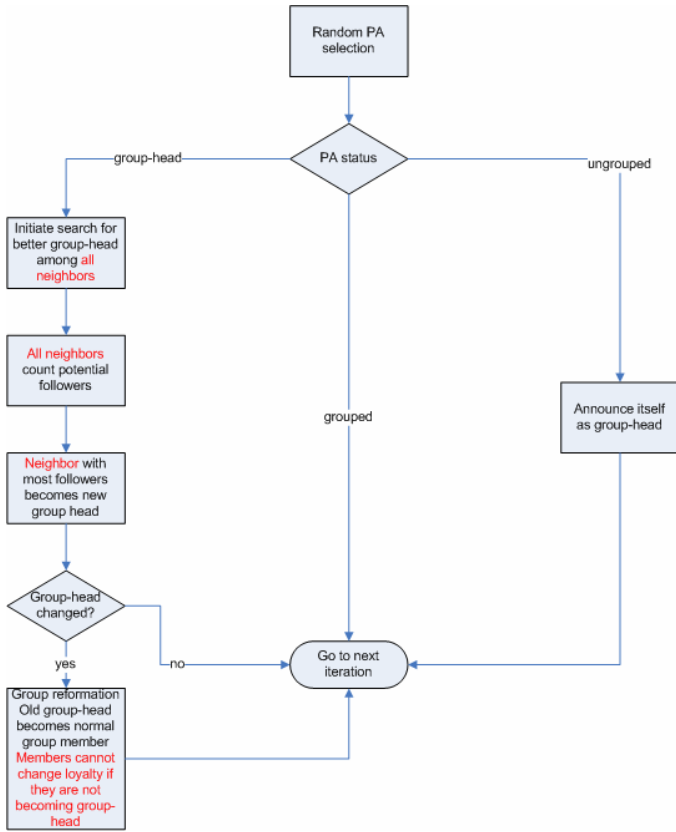 Random PA
selection
PA status
group-head
ungrouped
Initiate search for
better group-head
among all
neighbors
All neighbors
count potential
followers
grouped
Announce itself
as group-head
Neighbor with
most followers
becomes new
group head
Group-head
changed?
yes
no
Go to next
iteration
Group reformation
Old group-head
becomes normal
group member
Members cannot
change loyalty if
they are not
becoming group-
head